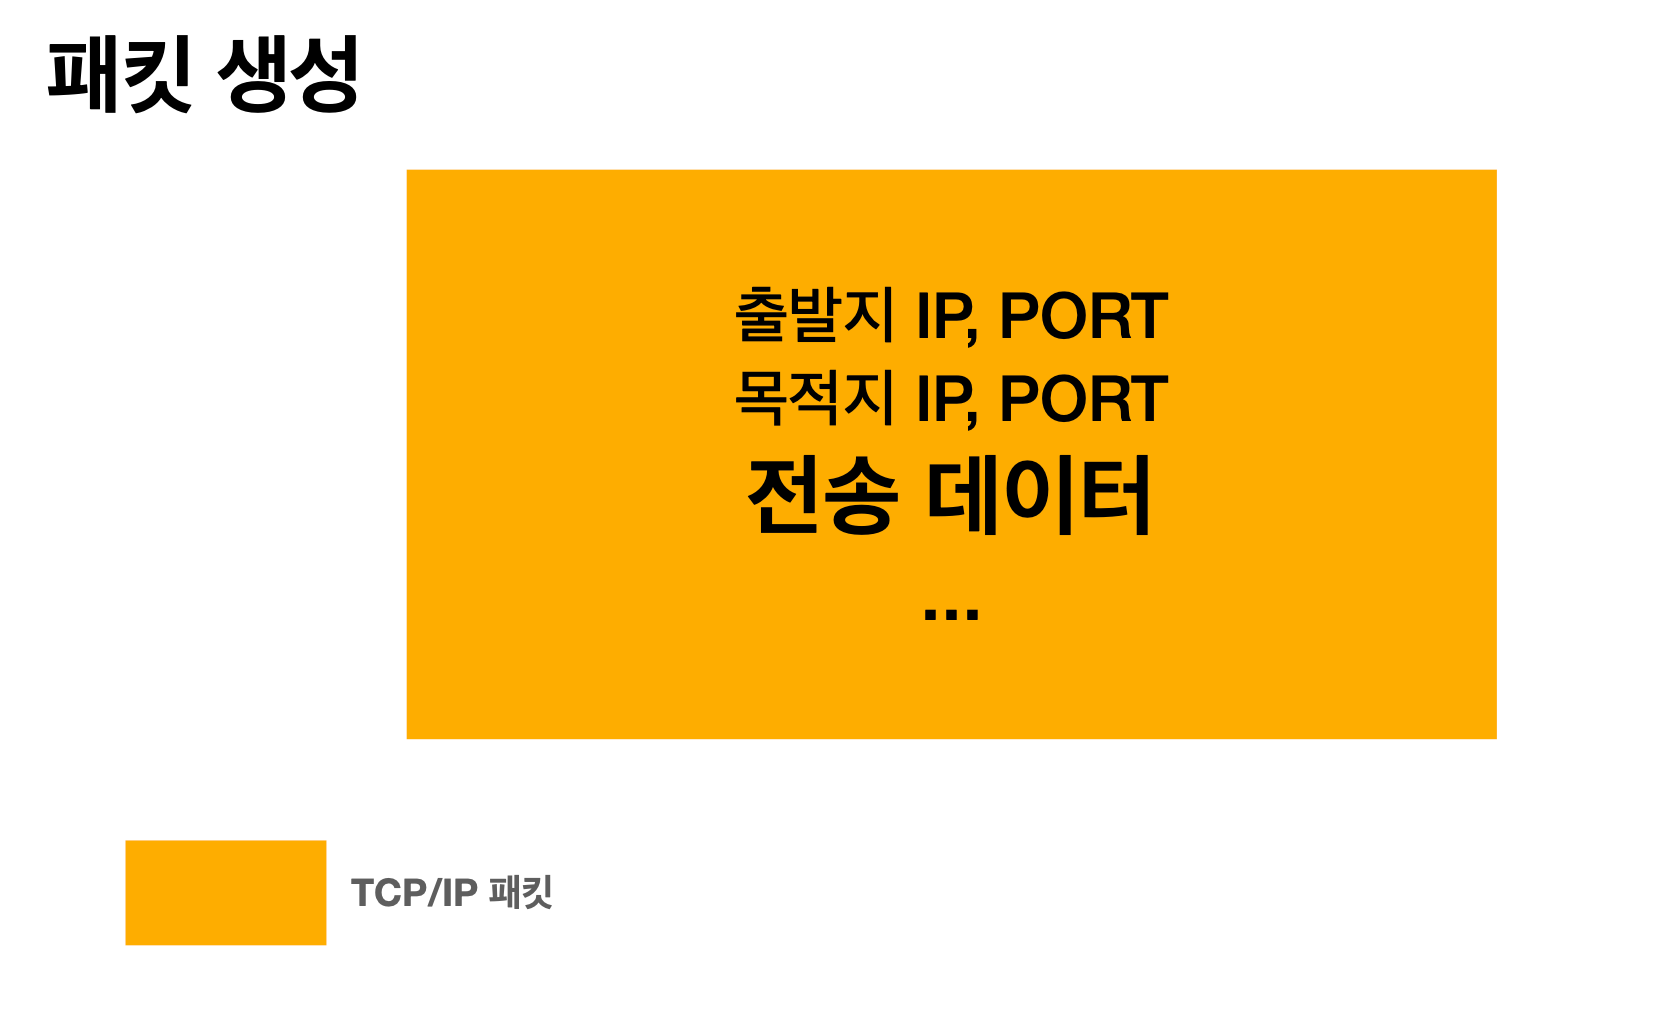 패킷 생성
출발지 IP, PORT
목적지 IP, PORT
전송 데이터
...
TCP/IP 패킷